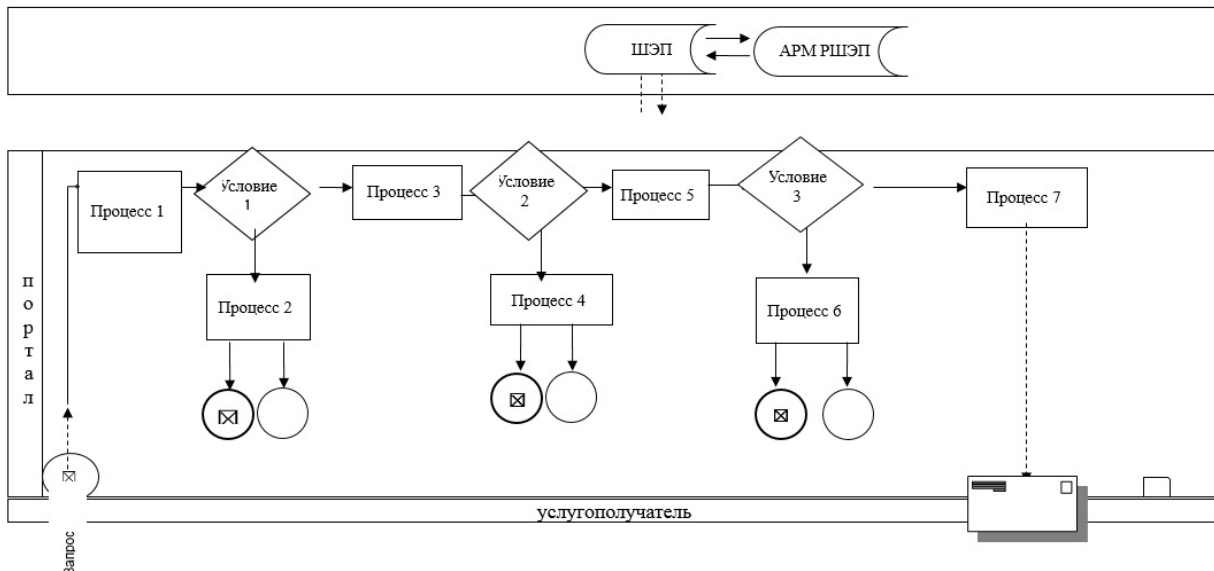 ШЭП
АРМ РШЭП
портал
Процесс 1
Условие
1
Процесс 3
Условие
2
Процесс 5
Условие
3
Процесс 7
Процесс 2
Процесс 4
Процесс 6
услугополучатель
Запрос